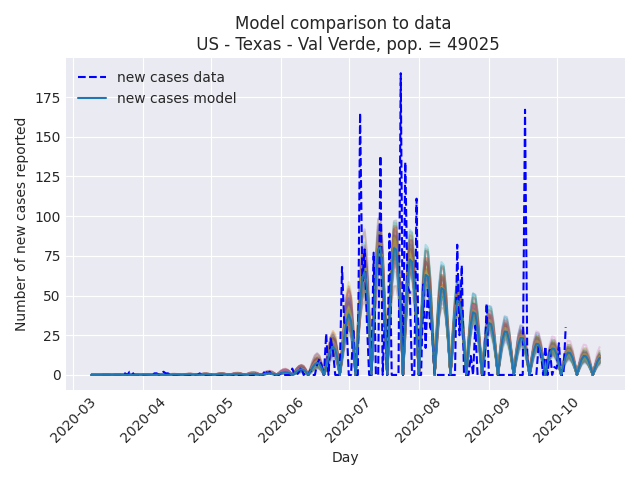 Model comparison to data
US - Texas - Val Verde, pop. = 49025
new cases data
new cases model
Number of new cases reported
175
150
125
100
75
50
25
0
2020-03
2020-04
2020-05
2020-06
2020-07
2020-08
2020-09
2020-10
Day